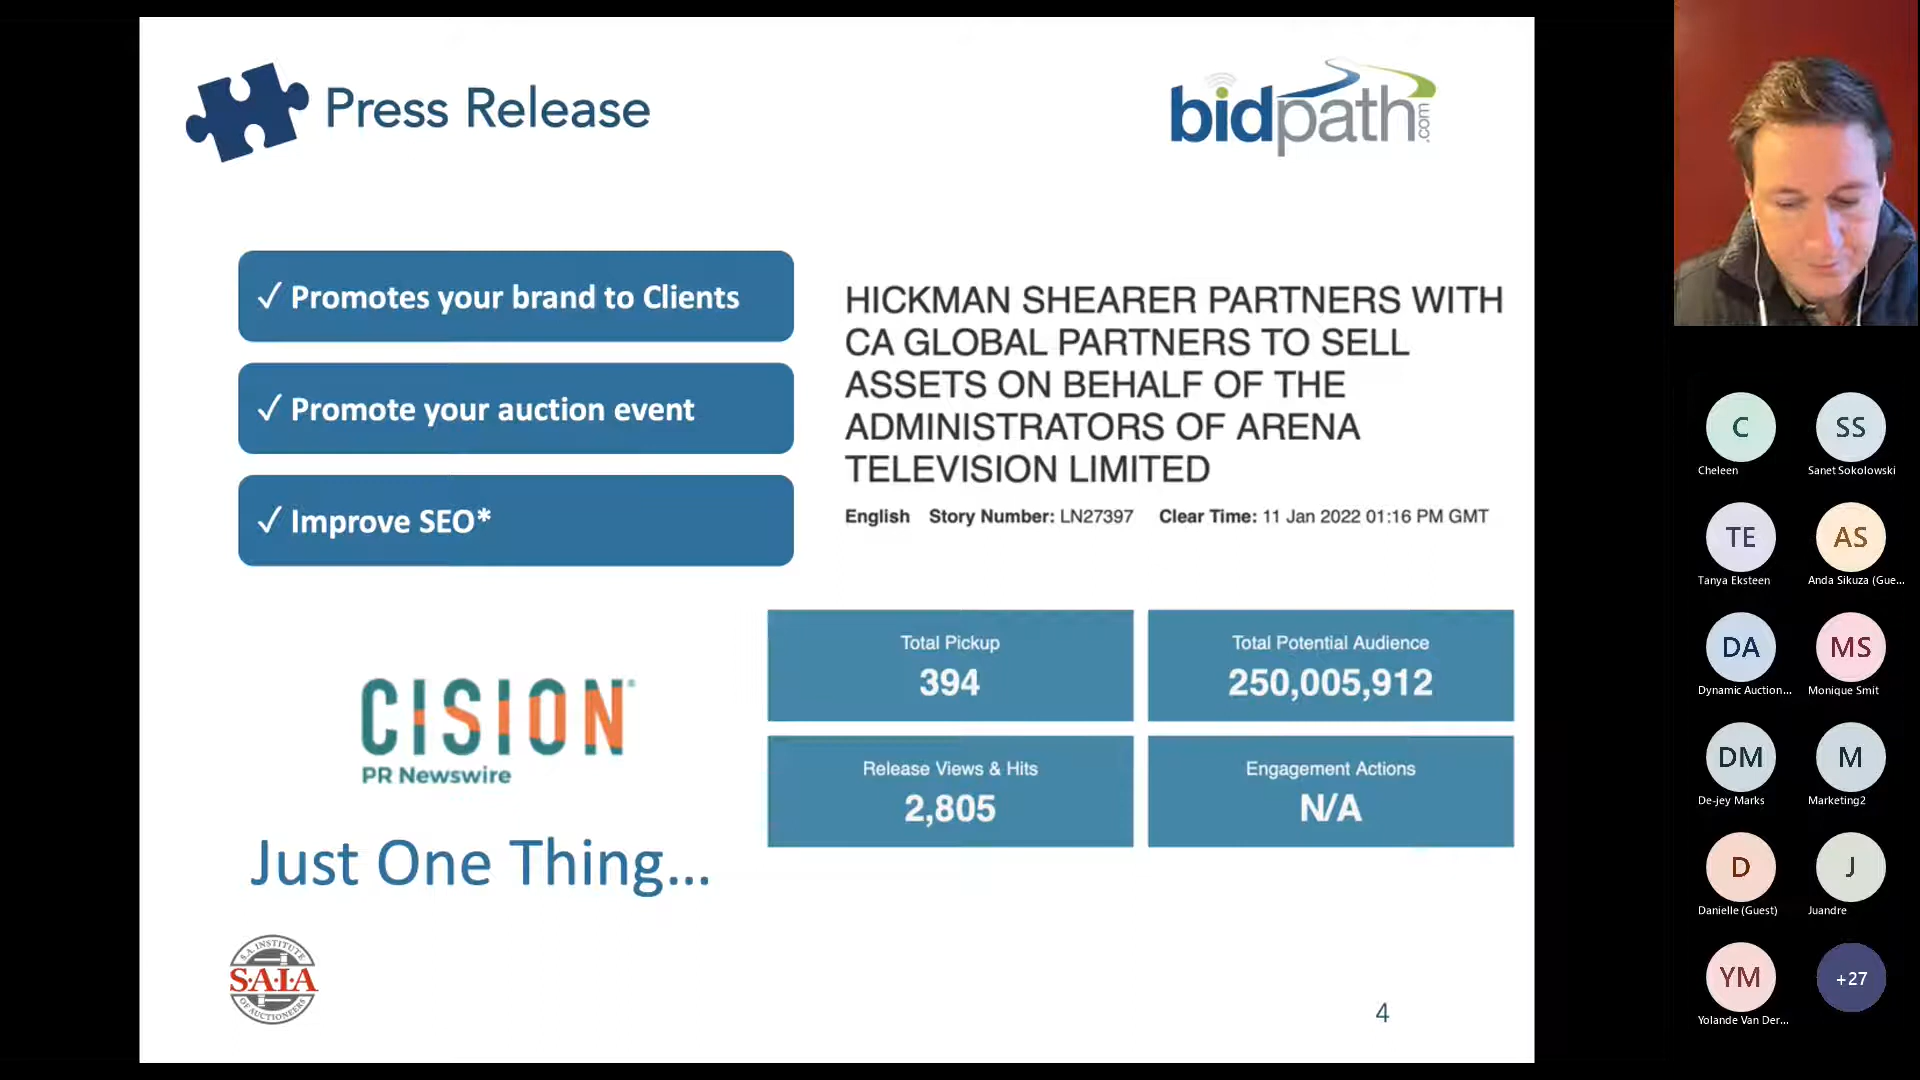 Press Release
bidpath.com
✓ Promotes your brand to Clients
✓ Promote your auction event
✓ Improve SEO*
HICKMAN SHEARER PARTNERS WITH
CA GLOBAL PARTNERS TO SELL
ASSETS ON BEHALF OF THE
ADMINISTRATORS OF ARENA
TELEVISION LIMITED
English Story Number: LN27397 Clear Time: 11 Jan 2022 01:16 PM GMT
Total Pickup
394
Total Potential Audience
250,005,912
Release Views & Hits
2,805
Engagement Actions
N/A
CISION®
PR Newswire
Just One Thing...
S.A. INSTITUTE
S·A·I·A
OF AUCTIONEERS
4
C
Cheleen
SS
Sanet Sokolowski
TE
Tanya Eksteen
AS
Anda Sikuza (Gue...
DA
Dynamic Auction...
MS
Monique Smit
DM
De-jey Marks
M
Marketing2
D
Danielle (Guest)
J
Juandre
YM
Yolande Van Der...
+27